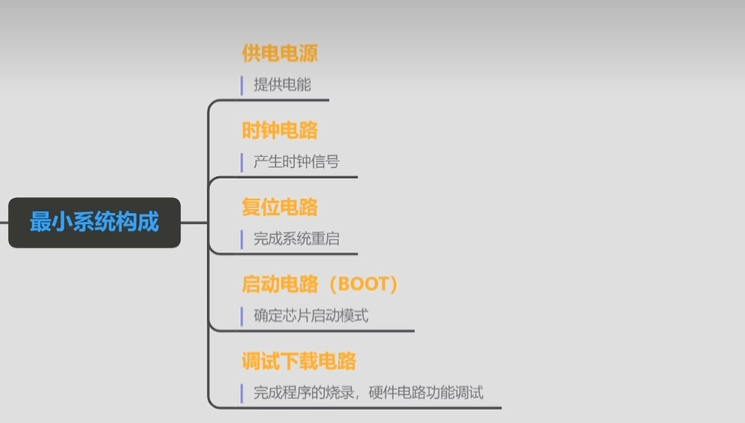 供电电源
提供电能
时钟电路
产生时钟信号
复位电路
最小系统构成
完成系统重启
启动电路（BOOT）
确定芯片启动模式
调试下载电路
完成程序的烧录，硬件电路功能调试